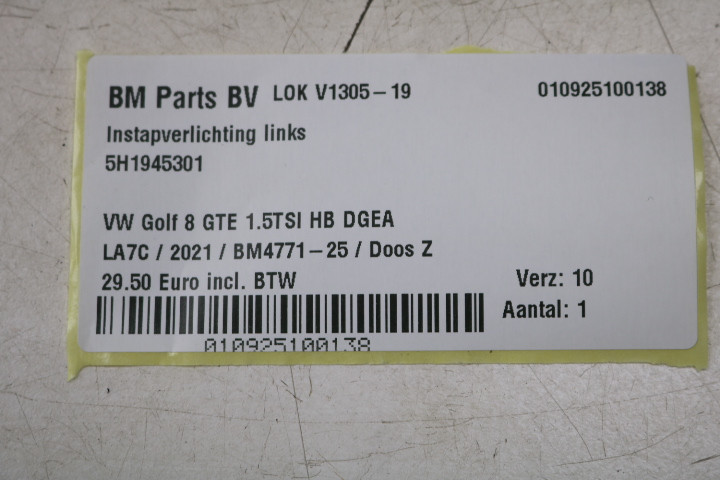 BM Parts BV LOK V1305-19 010925100138
Instapverlichting links
5H1945301
VW Golf 8 GTE 1.5TSI HB DGEA
LA7C / 2021 / BM4771-25 / Doos Z
29.50 Euro incl. BTW Verz: 10
Aantal: 1
010925100138